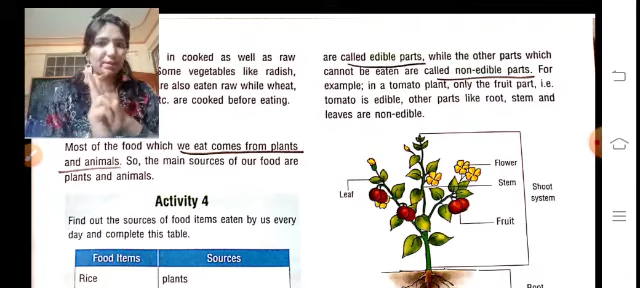 in cooked as well as raw
Some vegetables like radish,
re also eaten raw while wheat,
tc. are cooked before eating.
Most of the food which we eat comes from plants
and animals. So, the main sources of our food are
plants and animals.
Activity 4
Find out the sources of food items eaten by us every
day and complete this table.
Food Items Sources
Rice plants
are called edible parts, while the other parts which
cannot be eaten are called non-edible parts. For
example; in a tomato plant, only the fruit part, i.e.
tomato is edible, other parts like root, stem and
leaves are non-edible.
Flower
Stem
Leaf
Shoot
system
Fruit
Root